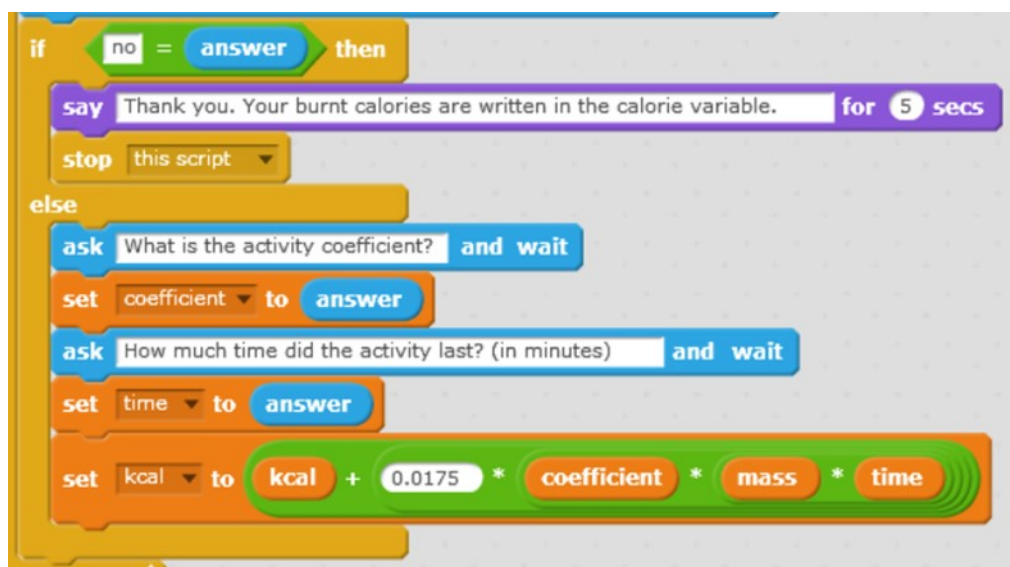 if no = answer then
say Thank you. Your burnt calories are written in the calorie variable. for 5 secs
stop this script
else
ask What is the activity coefficient? and wait
set coefficient to answer
ask How much time did the activity last? (in minutes) and wait
set time to answer
set kcal to kcal + 0.0175 * coefficient * mass * time